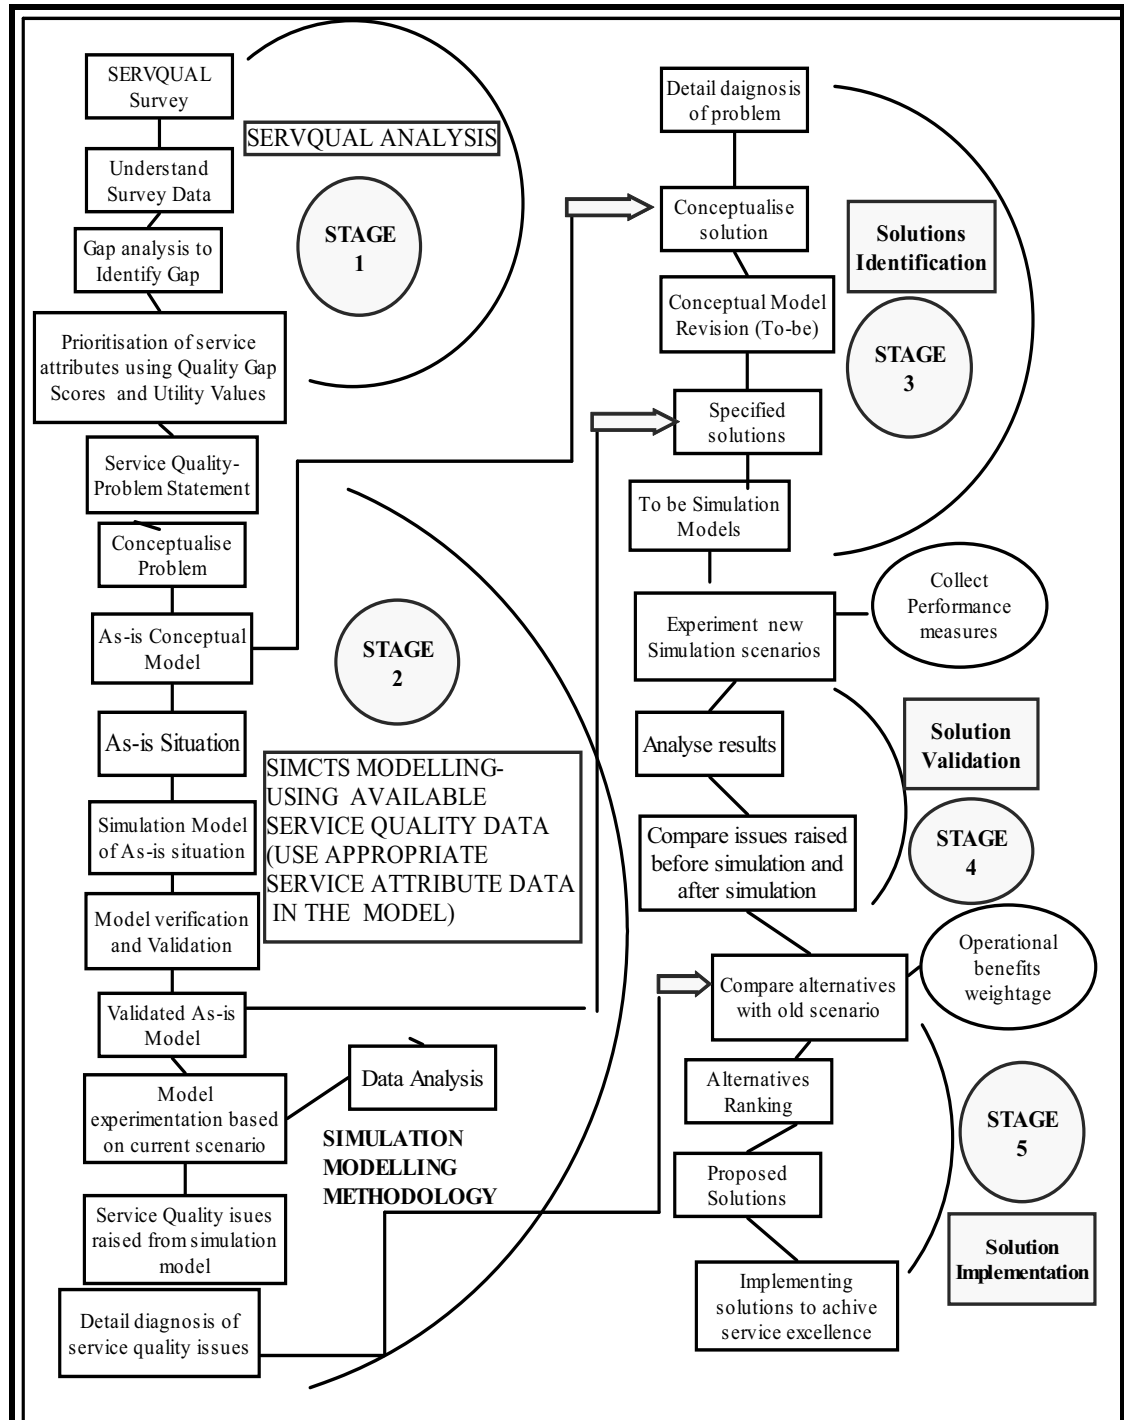 SERVQUAL
Survey
SERVQUAL ANALYSIS
Understand
Survey Data
STAGE
1
Gap analysis to
Identify Gap
Prioritisation of service
attributes using Quality Gap
Scores and Utility Values
Service Quality-
Problem Statement
Conceptualise
Problem
As-is Conceptual
Model
STAGE
2
As-is Situation
SIMCTS MODELLING-
USING AVAILABLE
SERVICE QUALITY DATA
(USE APPROPRIATE
SERVICE ATTRIBUTE DATA
IN THE MODEL)
Simulation Model
of As-is situation
Model verification
and Validation
Validated As-is
Model
Data Analysis
Model
experimentation based
on current scenario
SIMULATION
MODELLING
METHODOLOGY
Service Quality isues
raised from simulation
model
Detail diagnosis of
service quality issues
Detail daignosis
of problem
Conceptualise
solution
Solutions
Identification
Conceptual Model
Revision (To-be)
STAGE
3
Specified
solutions
To be Simulation
Models
Collect
Performance
measures
Experiment new
Simulation scenarios
Analyse results
Solution
Validation
Compare issues raised
before simulation and
after simulation
STAGE
4
Operational
benefits
weightage
Compare alternatives
with old scenario
Alternatives
Ranking
STAGE
5
Proposed
Solutions
Solution
Implementation
Implementing
solutions to achive
service excellence